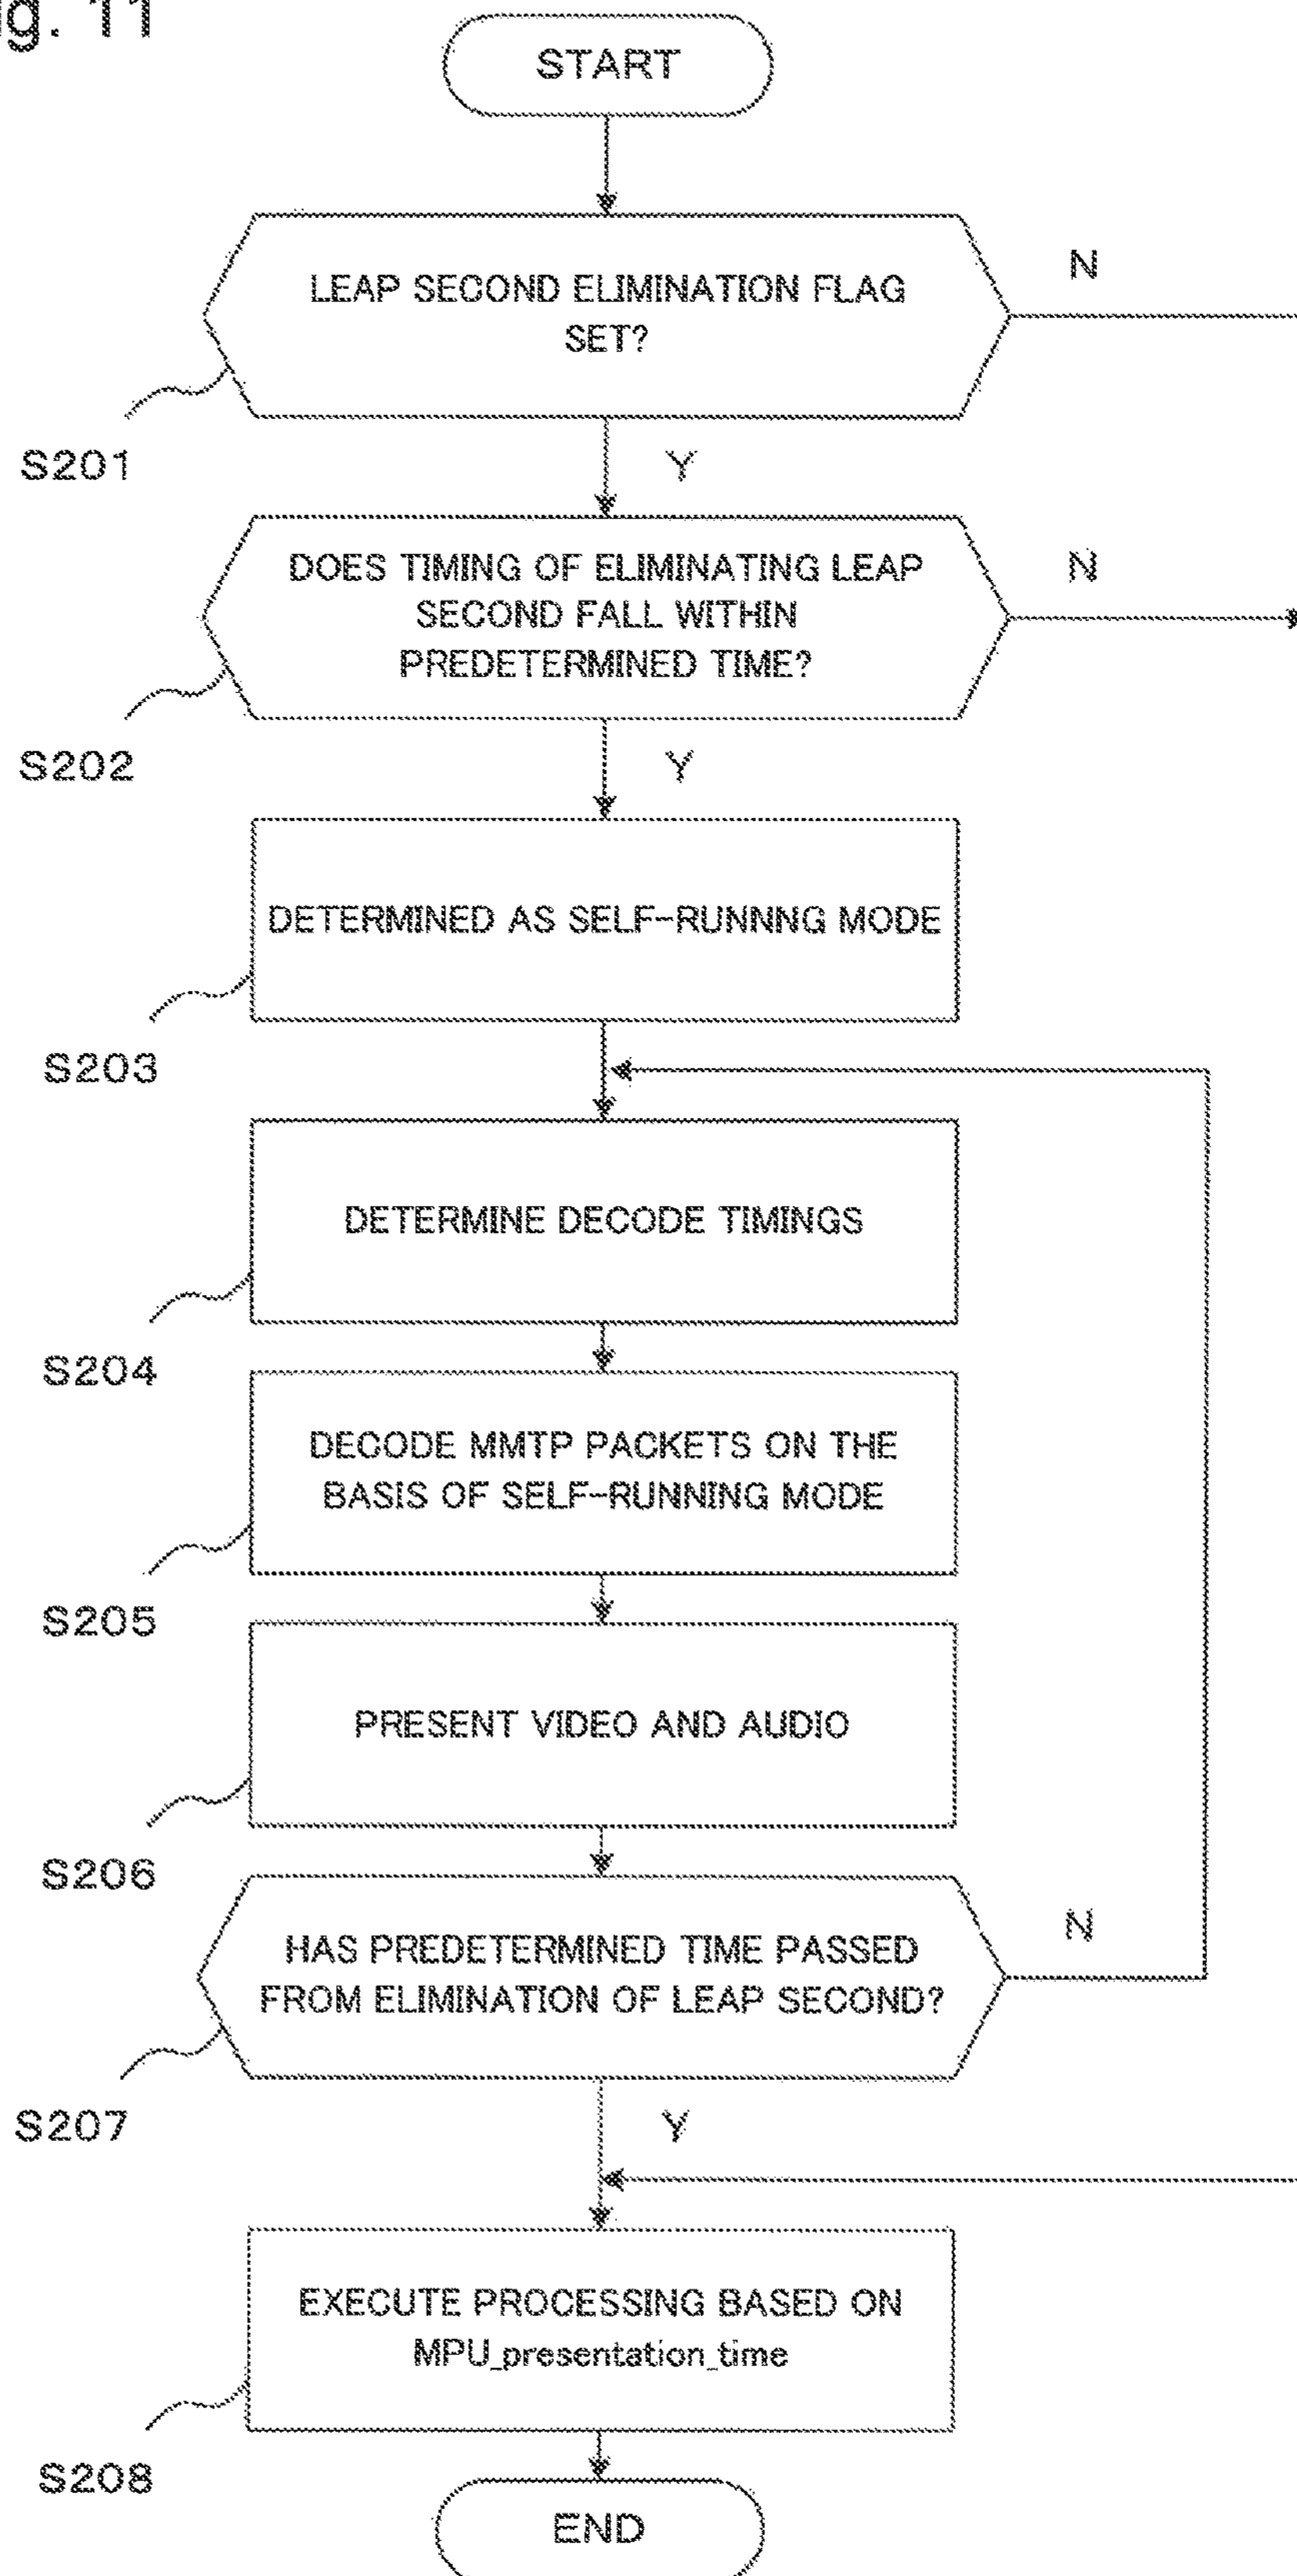 g. 11
START
LEAP SECOND ELIMINATION FLAG
SET?
N
S201
Y
DOES TIMING OF ELIMINATING LEAP
SECOND FALL WITHIN
PREDETERMINED TIME?
N
S202
Y
DETERMINED AS SELF-RUNNNG MODE
S203
DETERMINE DECODE TIMINGS
S204
DECODE MMTP PACKETS ON THE
BASIS OF SELF-RUNNING MODE
S205
PRESENT VIDEO AND AUDIO
S206
HAS PREDETERMINED TIME PASSED
FROM ELIMINATION OF LEAP SECOND?
N
S207
Y
EXECUTE PROCESSING BASED ON
MPU_presentation_time
S208
END